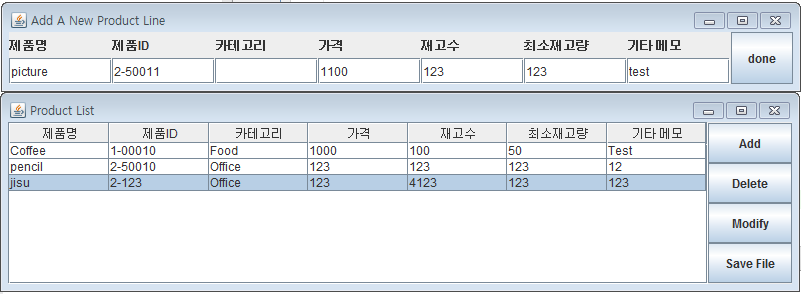 Add A New Product Line
제품명 제품ID 카테고리 가격 재고수 최소재고량 기타 메모
picture 2-50011 1100 123 123 test done
Product List
제품명 제품ID 카테고리 가격 재고수 최소재고량 기타 메모
Coffee 1-00010 Food 1000 100 50 Test
pencil 2-50010 Office 123 123 123 12
jisu 2-123 Office 123 4123 123 123
Add
Delete
Modify
Save File